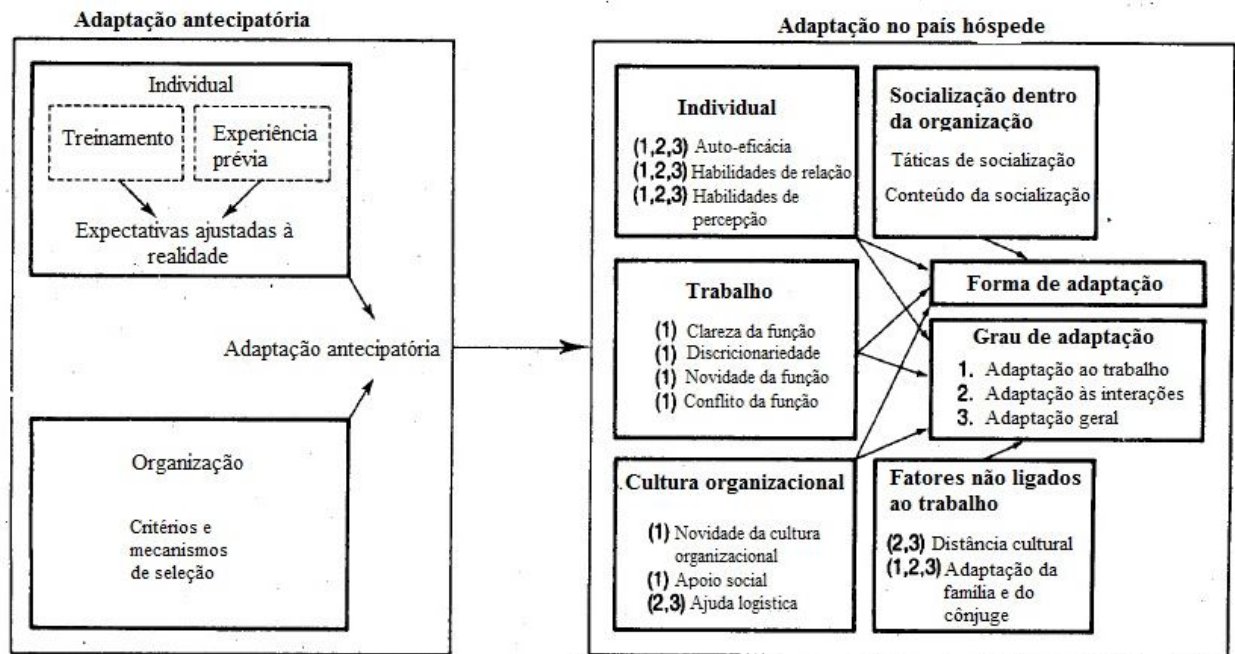 Adaptação antecipatória
Individual
Treinamento
Experiência
prévia
Expectativas ajustadas à
realidade
Adaptação antecipatória
Organização
Critérios e
mecanismos
de seleção
Adaptação no país hóspede
Individual
(1,2,3) Auto-eficácia
(1,2,3) Habilidades de relação
(1,2,3) Habilidades de
percepção
Socialização dentro
da organização
Táticas de socialização
Conteúdo da socialização
Trabalho
(1) Clareza da função
(1) Discricionariedade
(1) Novidade da função
(1) Conflito da função
Forma de adaptação
Grau de adaptação
1. Adaptação ao trabalho
2. Adaptação às interações
3. Adaptação geral
Cultura organizacional
(1) Novidade da cultura
organizacional
(1) Apoio social
(2,3) Ajuda logistica
Fatores não ligados
ao trabalho
(2,3) Distância cultural
(1,2,3) Adaptação da
família e do
cônjuge